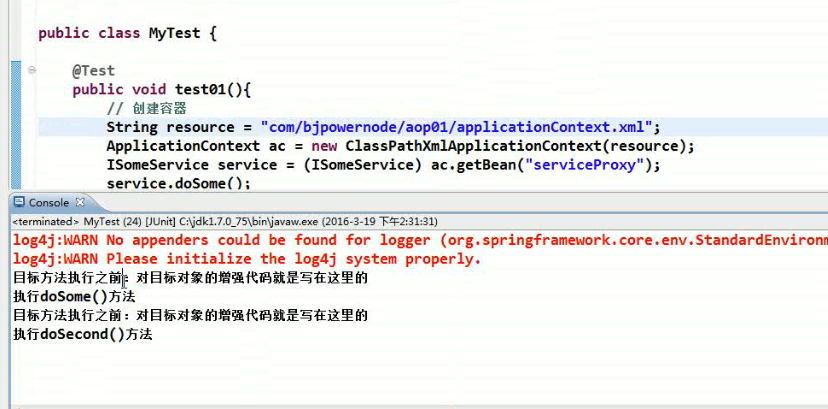 public class MyTest {
@Test
public void test01(){
// 创建容器
String resource = "com/bjpowernode/aop01/applicationContext.xml";
ApplicationContext ac = new ClassPathXmlApplicationContext(resource);
ISomeService service = (ISomeService) ac.getBean("serviceProxy");
service.doSome();
Console
<terminated> MyTest (24) [JUnit] C:\jdk1.7.0_75\bin\javaw.exe (2016-3-19 下午2:31:31)
log4j:WARN No appenders could be found for logger (org.springframework.core.env.StandardEnvironm
log4j:WARN Please initialize the log4j system properly.
目标方法执行之前：对目标对象的增强代码就是写在这里的
执行doSome()方法
目标方法执行之前：对目标对象的增强代码就是写在这里的
执行doSecond()方法